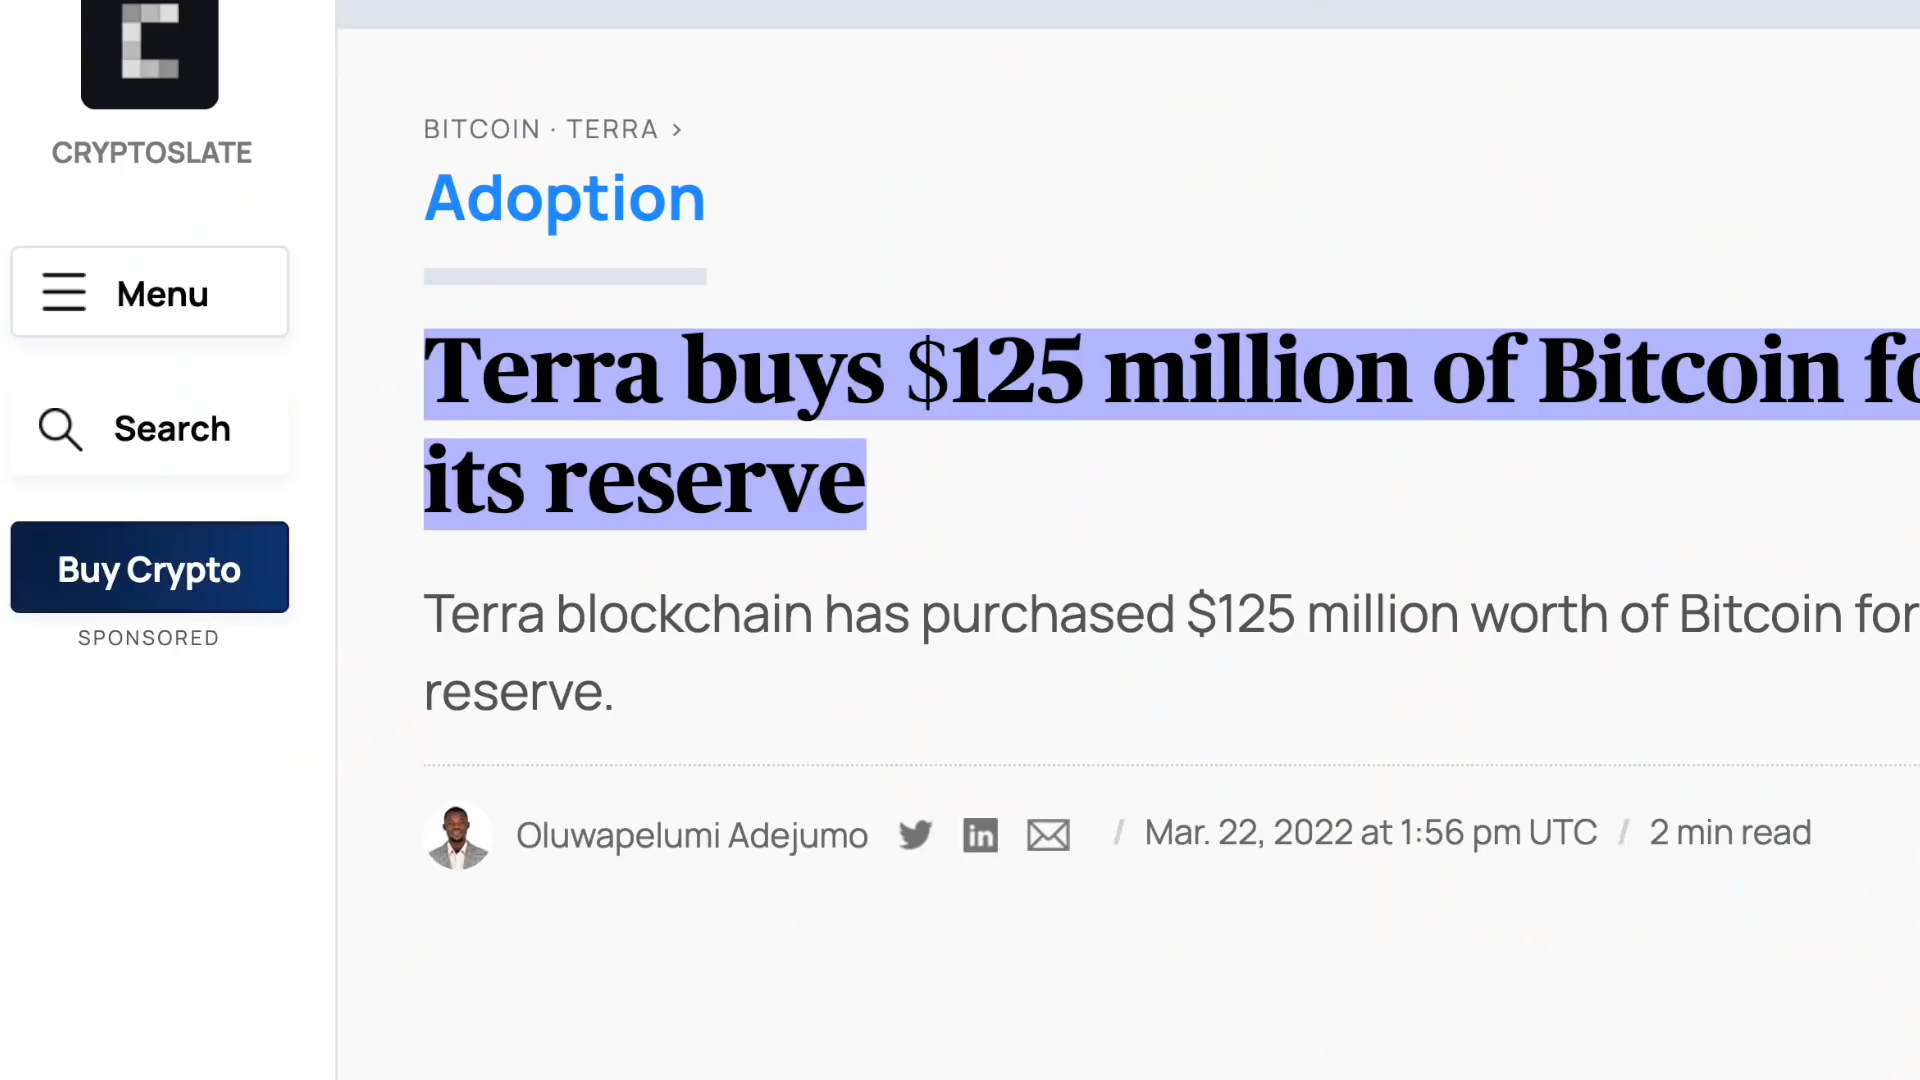 CRYPTOSLATE
Menu
Search
Buy Crypto
SPONSORED
BITCOIN · TERRA >
Adoption
Terra buys $125 million of Bitcoin
its reserve
Terra blockchain has purchased $125 million worth of Bitcoin for
reserve.
Oluwapelumi Adejumo / Mar. 22, 2022 at 1:56 pm UTC / 2 min read